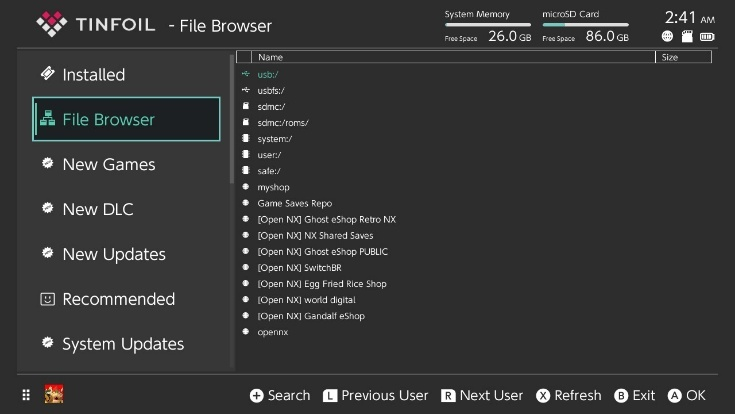 TINFOIL - File Browser
System Memory
Free Space 26.0 GB
microSD Card
Free Space 86.0 GB
2:41 AM
Installed
File Browser
New Games
New DLC
New Updates
Recommended
System Updates
Name Size
usb:/
usbfs:/
sdmc:/
sdmc:/roms/
system:/
user:/
safe:/
myshop
Game Saves Repo
[Open NX] Ghost eShop Retro NX
[Open NX] NX Shared Saves
[Open NX] Ghost eShop PUBLIC
[Open NX] SwitchBR
[Open NX] Egg Fried Rice Shop
[Open NX] world digital
[Open NX] Gandalf eShop
opennx
+ Search L Previous User R Next User X Refresh B Exit A OK